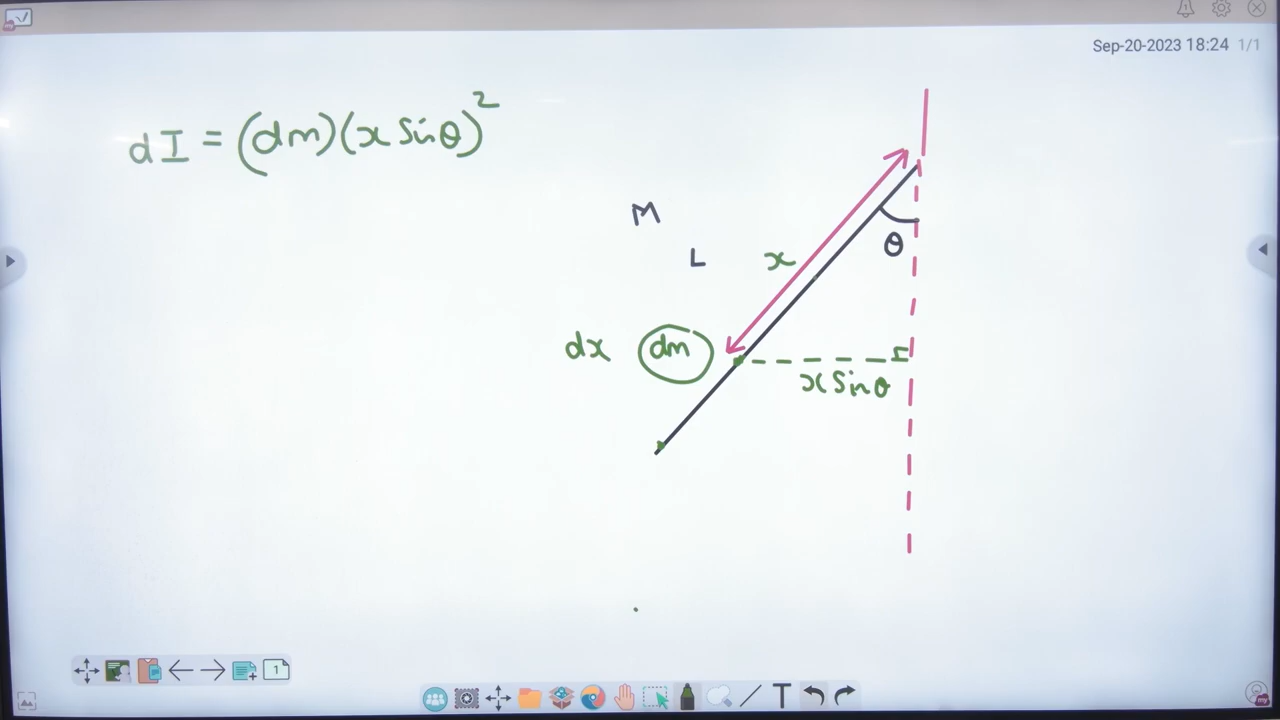 Sep-20-2023 18:24 1/1
dI = (dm)(x Sinθ)²
M
L
x
θ
dx dm
x Sinθ
1
T